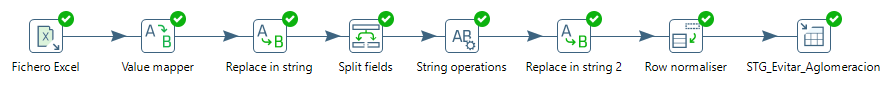 Fichero Excel
Value mapper
Replace in string
Split fields
String operations
Replace in string 2
Row normaliser
STG_Evitar_Aglomeracion